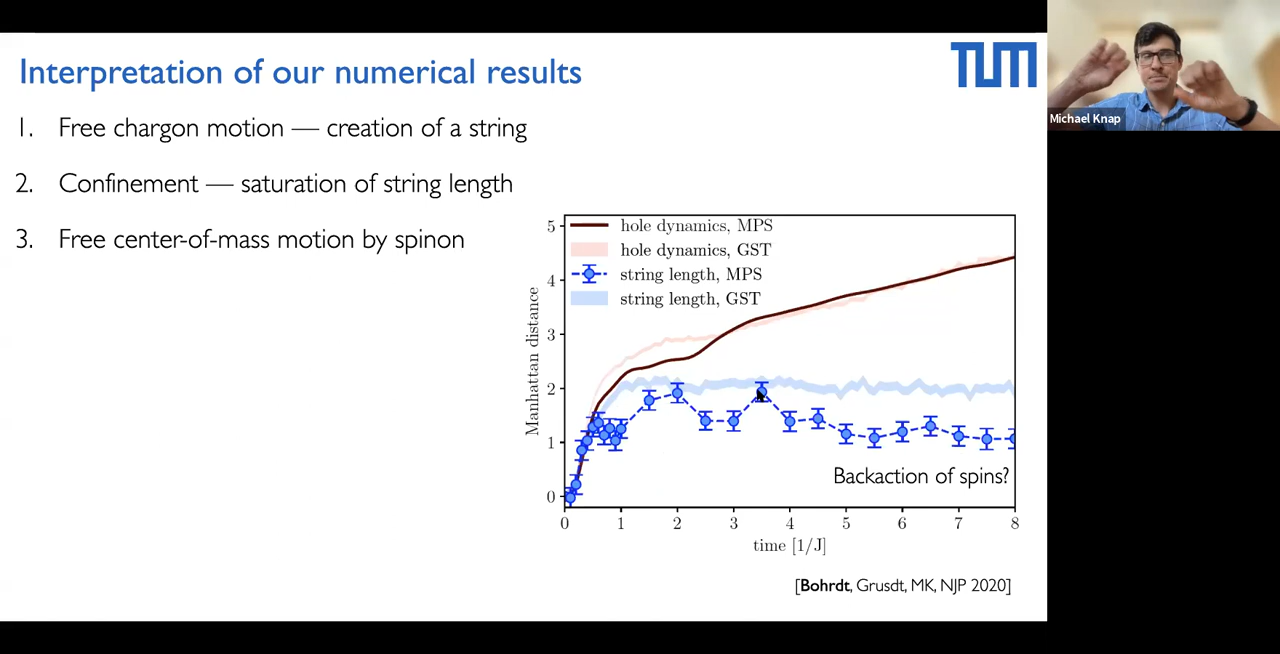 Interpretation of our numerical results
TUM
1. Free chargon motion — creation of a string
2. Confinement — saturation of string length
3. Free center-of-mass motion by spinon
Michael Knap
hole dynamics, MPS
hole dynamics, GST
string length, MPS
string length, GST
Manhattan distance
5
4
3
2
1
0
Backaction of spins?
0 1 2 3 4 5 6 7 8
time [1/J]
[Bohrdt, Grusdt, MK, NJP 2020]